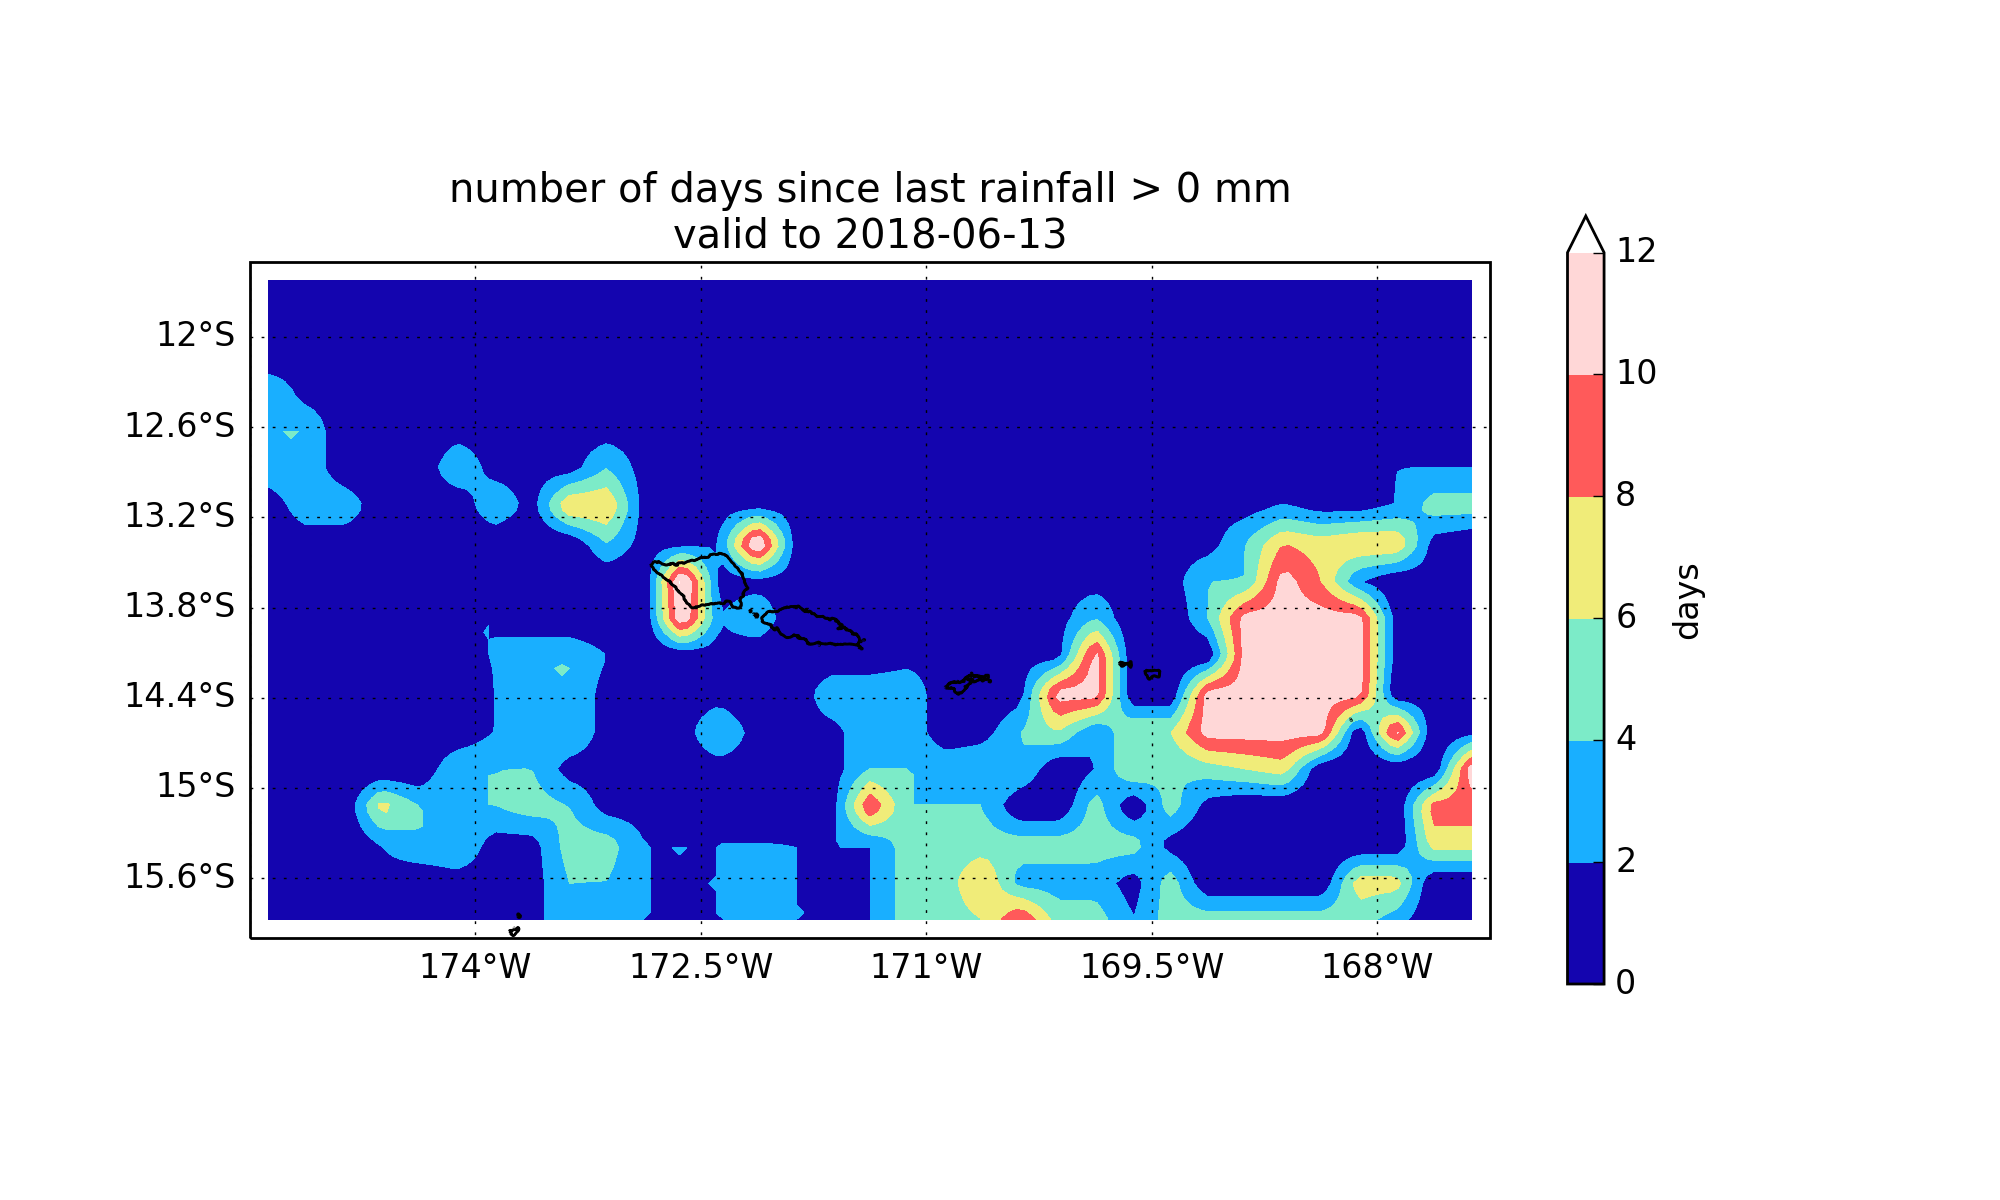 number of days since last rainfall > 0 mm
valid to 2018-06-13
12°S
12.6°S
13.2°S
13.8°S
14.4°S
15°S
15.6°S
174°W
172.5°W
171°W
169.5°W
168°W
12
10
8
6
4
2
0
days